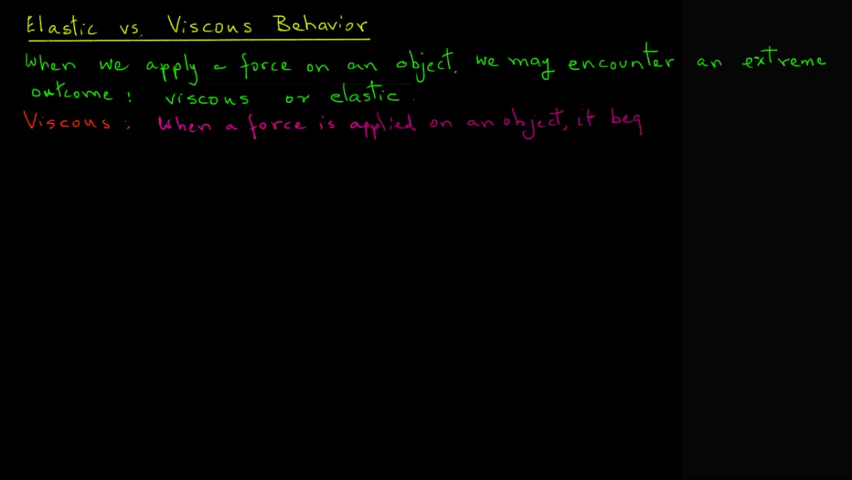 Elastic vs. Viscous Behavior
When we apply a force on an object, we may encounter an extreme
outcome: viscous or elastic.
Viscous: When a force is applied on an object, it beg